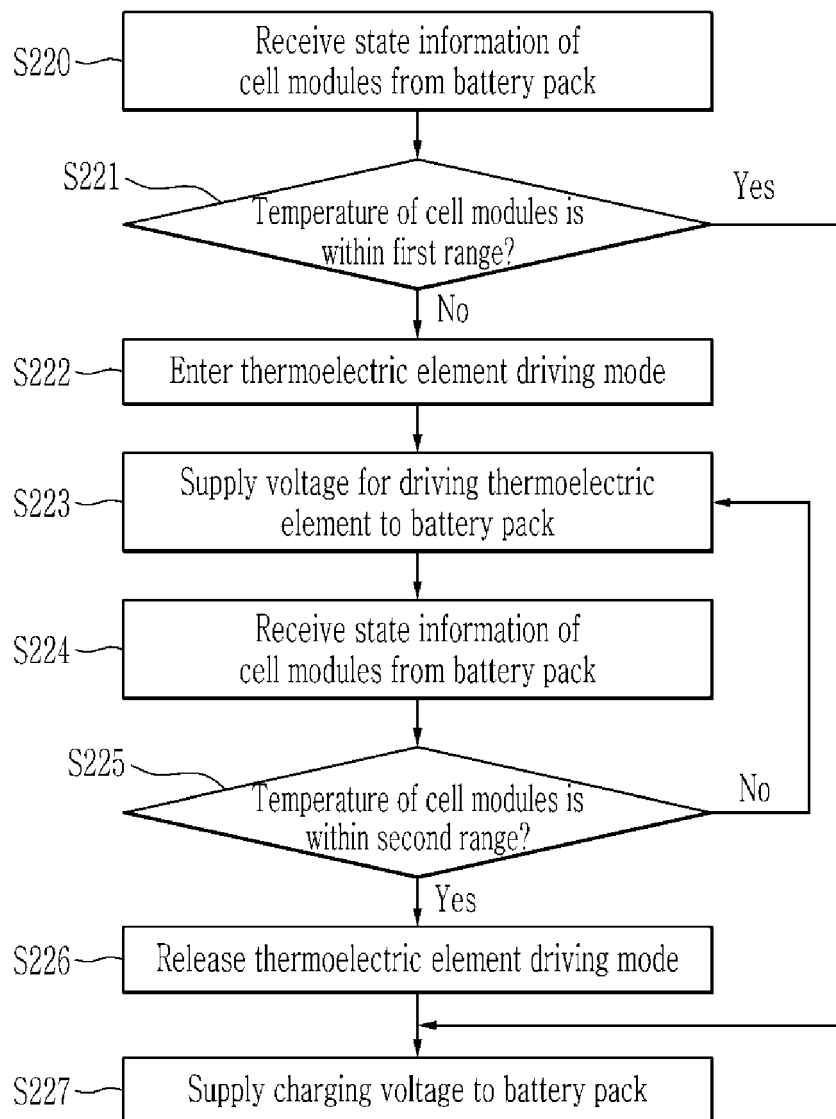 S220
Receive state information of
cell modules from battery pack
S221
Temperature of cell modules is
within first range?
Yes
No
S222
Enter thermoelectric element driving mode
S223
Supply voltage for driving thermoelectric
element to battery pack
S224
Receive state information of
cell modules from battery pack
S225
Temperature of cell modules is
within second range?
No
Yes
S226
Release thermoelectric element driving mode
S227
Supply charging voltage to battery pack